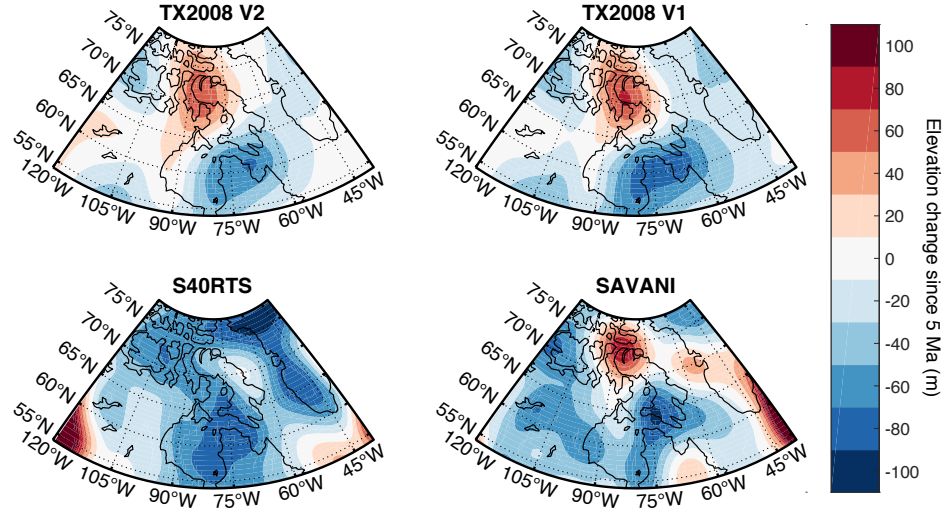 TX2008 V2
75°N
70°N
65°N
60°N
55°N
120°W
105°W
90°W
75°W
60°W
45°W
TX2008 V1
75°N
70°N
65°N
60°N
55°N
120°W
105°W
90°W
75°W
60°W
45°W
S40RTS
75°N
70°N
65°N
60°N
55°N
120°W
105°W
90°W
75°W
60°W
45°W
SAVANI
75°N
70°N
65°N
60°N
55°N
120°W
105°W
90°W
75°W
60°W
45°W
100
80
60
40
20
0
-20
-40
-60
-80
-100
Elevation change since 5 Ma (m)